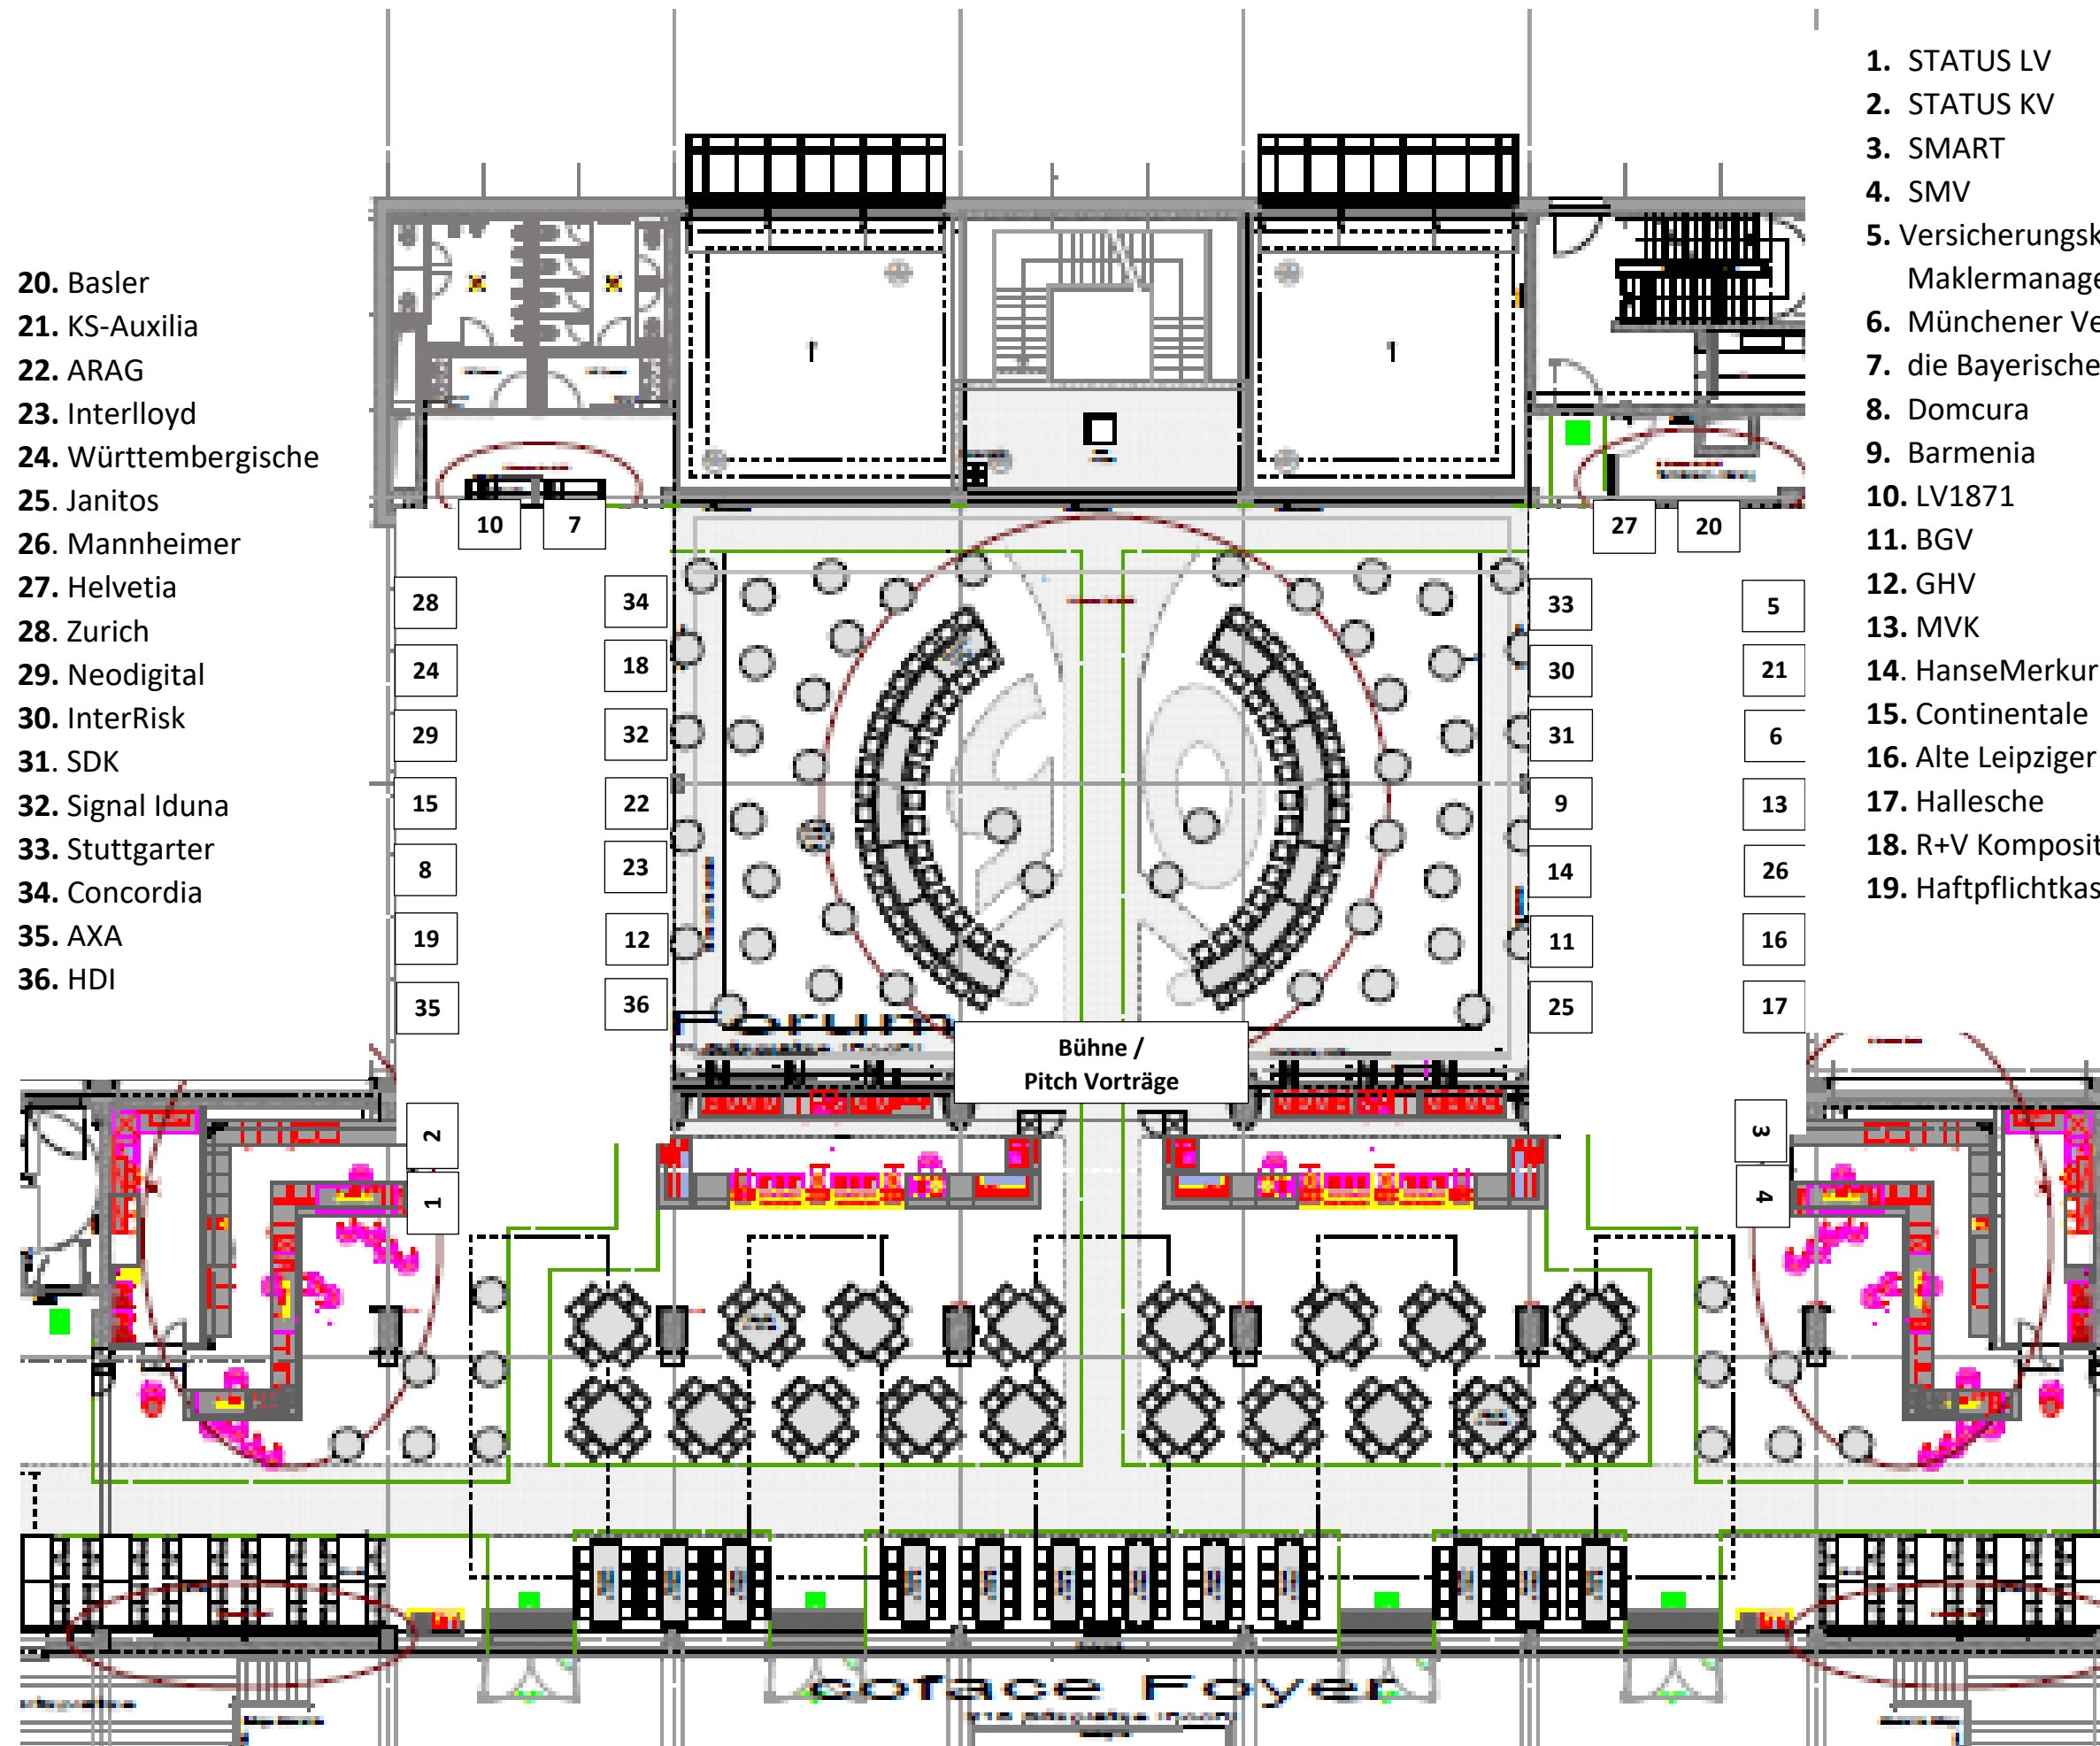 1. STATUS LV
2. STATUS KV
3. SMART
4. SMV
5. Versicherungsk
Maklermanage
6. Münchener Ve
7. die Bayerische
8. Domcura
9. Barmenia
10. LV1871
11. BGV
12. GHV
13. MVK
14. HanseMerkur
15. Continentale
16. Alte Leipziger
17. Hallesche
18. R+V Komposit
19. Haftpflichtkas
20. Basler
21. KS-Auxilia
22. ARAG
23. Interlloyd
24. Württembergische
25. Janitos
26. Mannheimer
27. Helvetia
28. Zurich
29. Neodigital
30. InterRisk
31. SDK
32. Signal Iduna
33. Stuttgarter
34. Concordia
35. AXA
36. HDI
10 7 27 20
28 34 33 5
24 18 30 21
29 32 31 6
15 22 9 13
8 23 14 26
19 12 11 16
35 36 25 17
Forum
Bühne /
Pitch Vorträge
2 3
1 4
coface Foyer